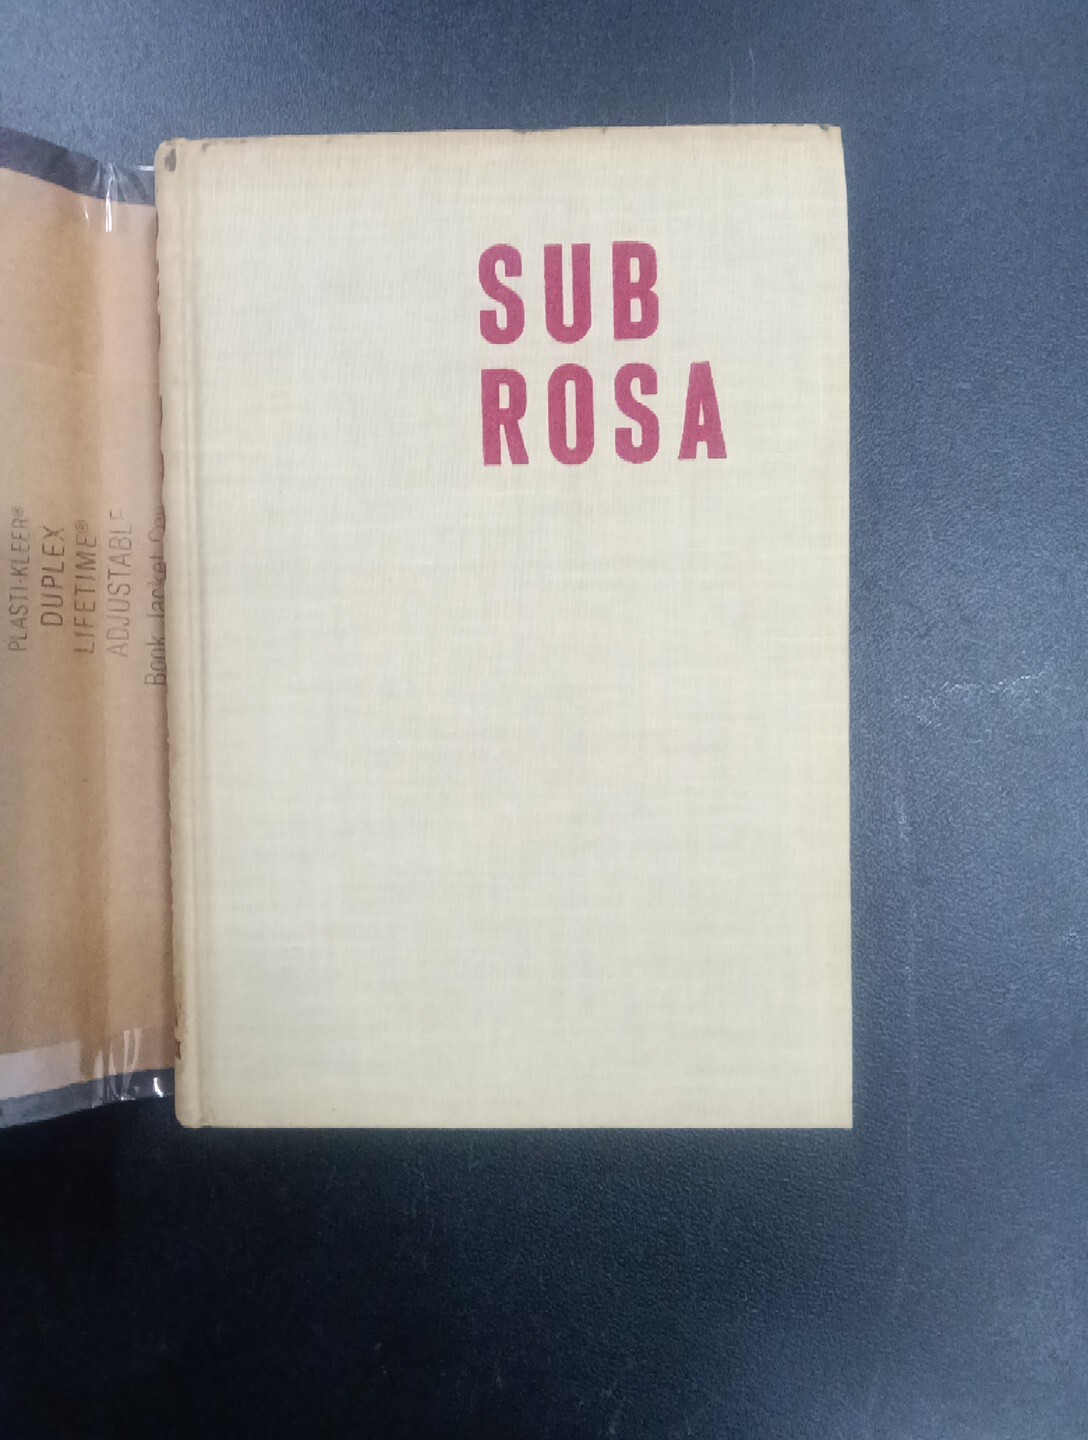 SUB
ROSA
PLASTI-KLEER®
DUPLEX
LIFETIME®
ADJUSTABLE
Book Jacket